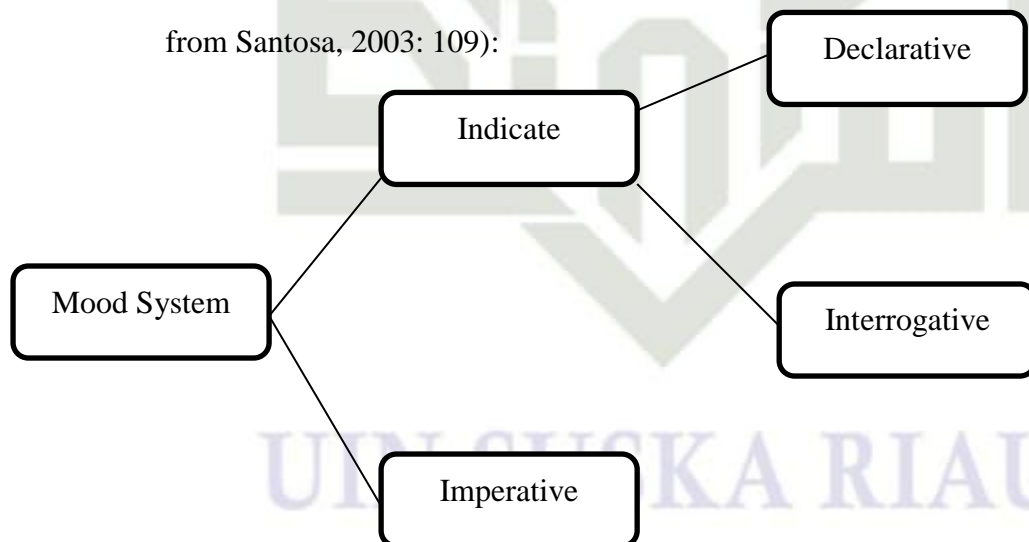 from Santosa, 2003: 109):
Declarative
Indicate
Mood System
Interrogative
Imperative
UIN SUSKA RIAU